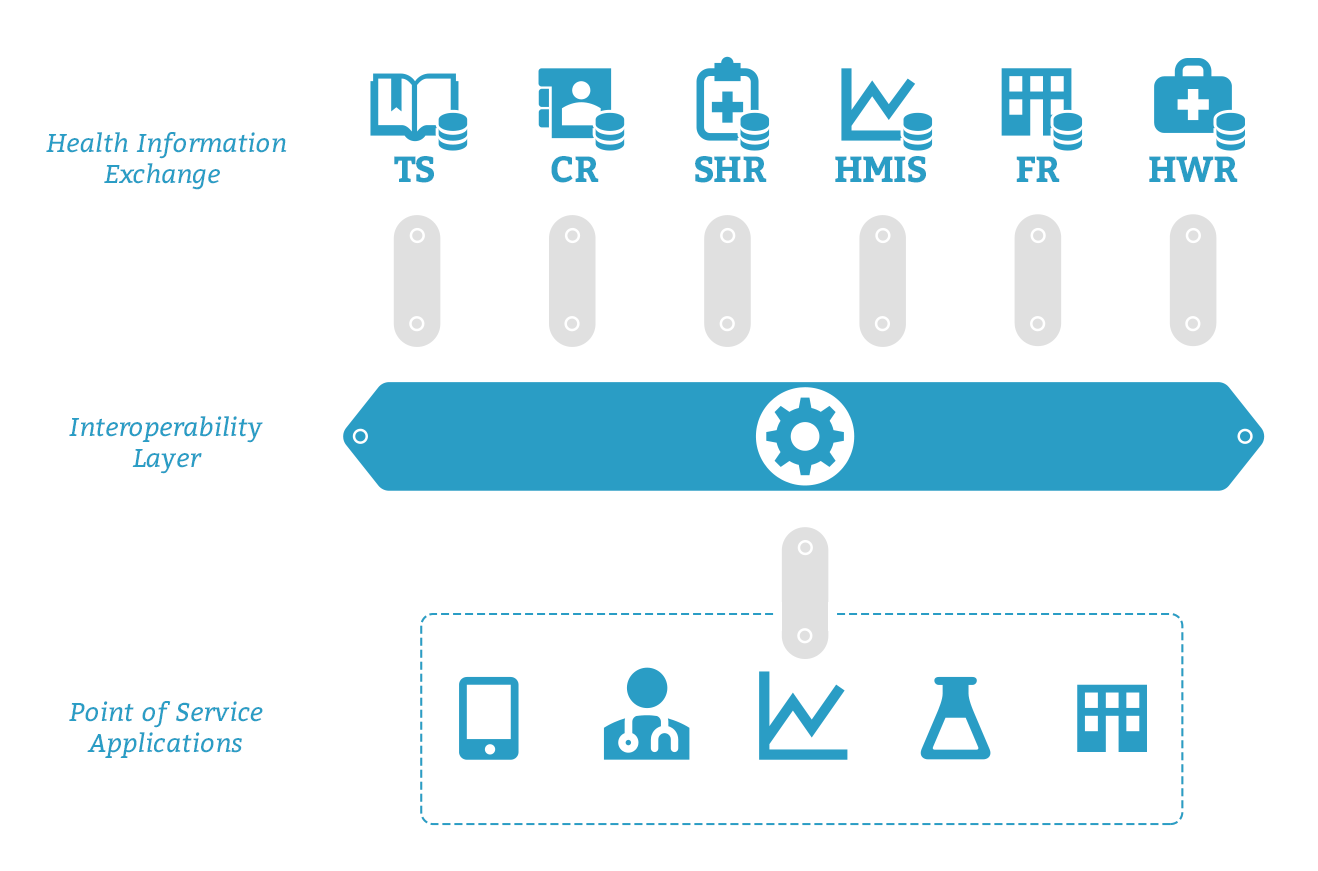 Health Information
Exchange
TS
CR
SHR
HMIS
FR
HWR
Interoperability
Layer
Point of Service
Applications